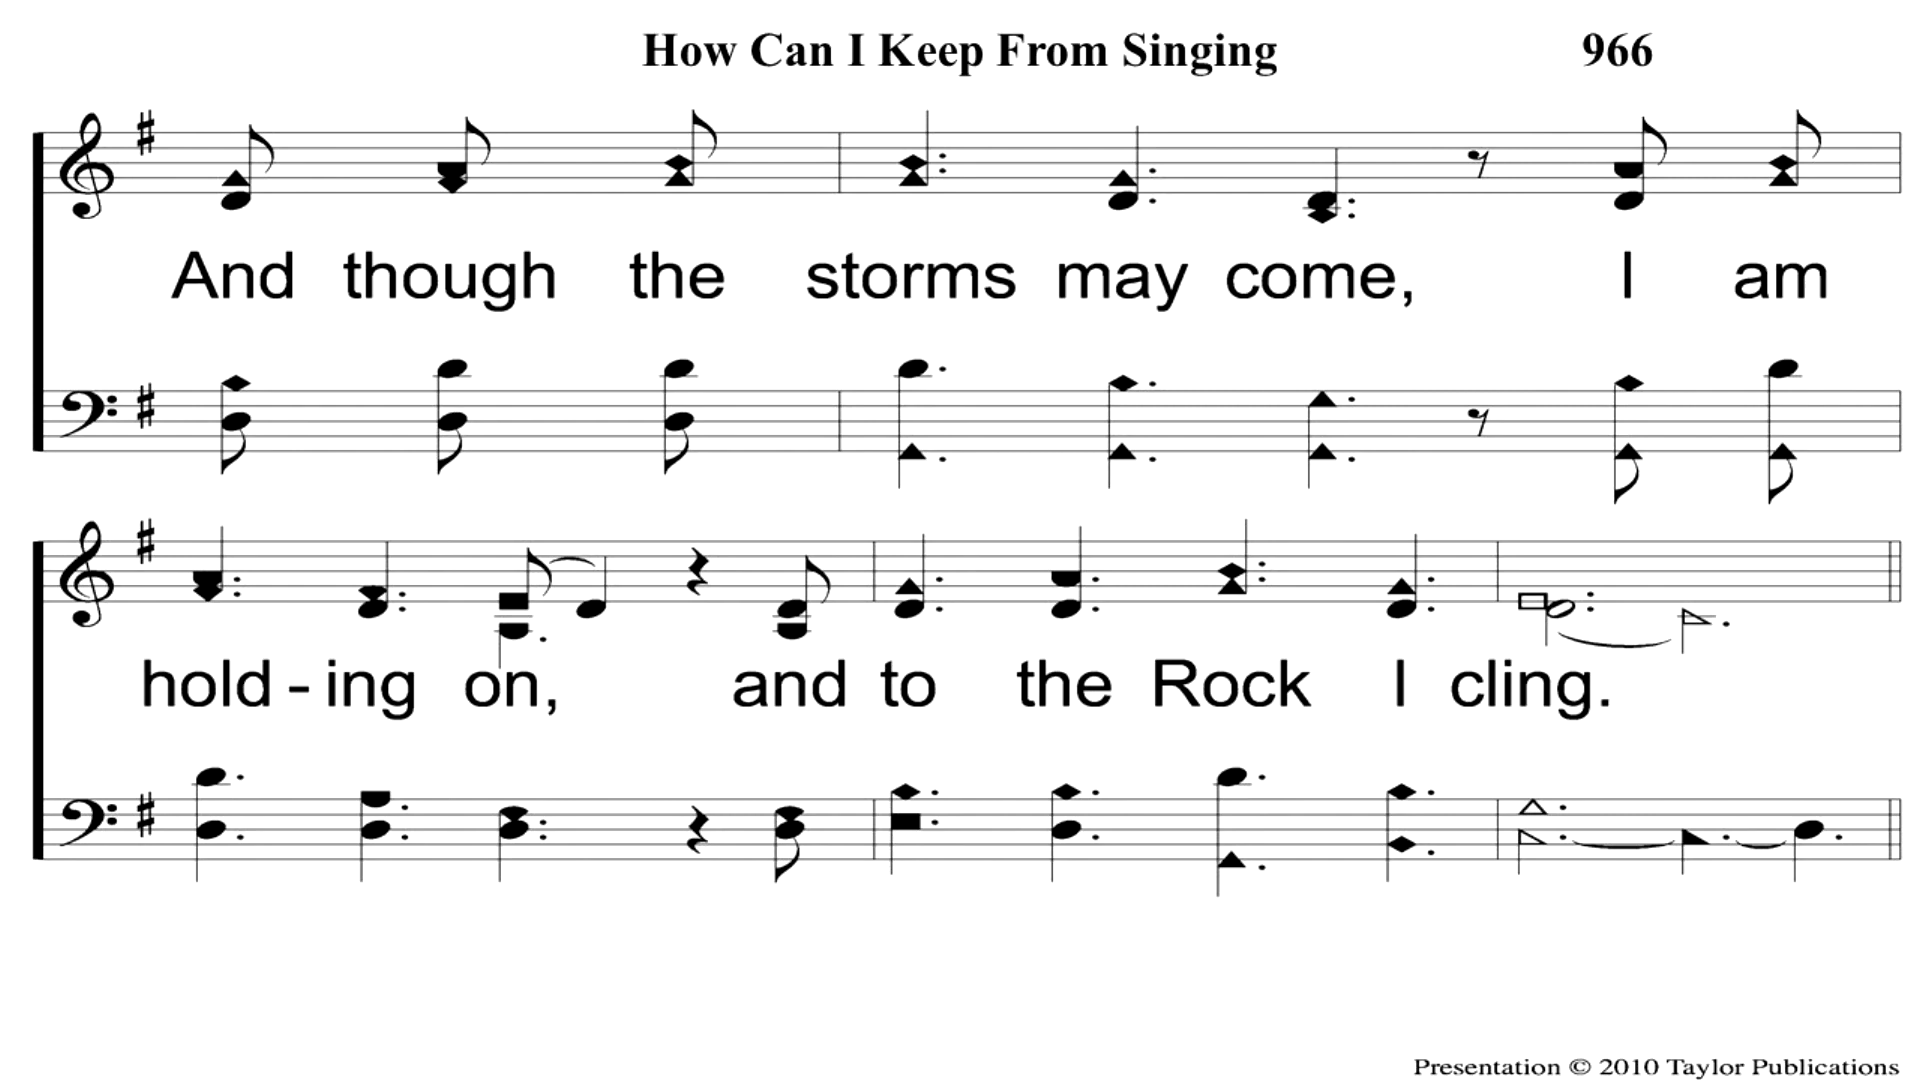 How Can I Keep From Singing 966
And though the storms may come, I am
hold - ing on, and to the Rock I cling.
Presentation © 2010 Taylor Publications